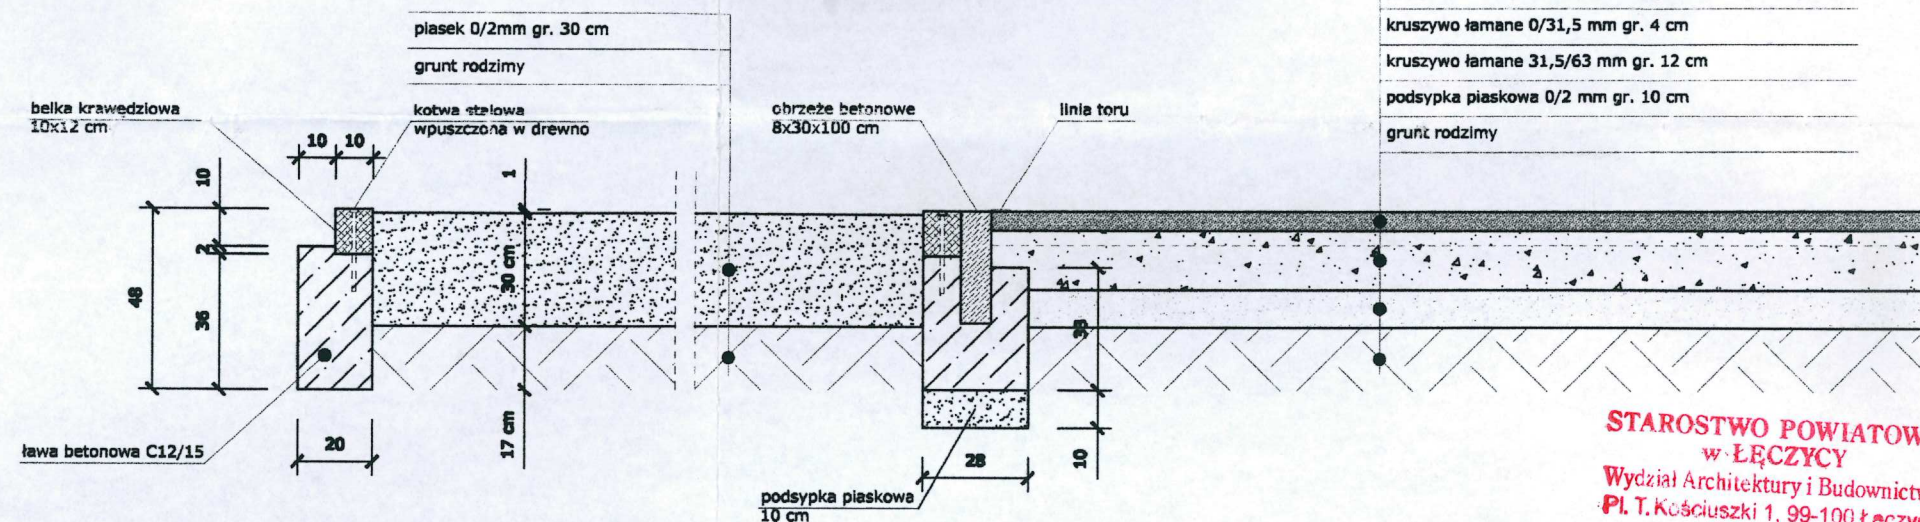 piasek 0/2mm gr. 30 cm
grunt rodzimy
kruszywo łamane 0/31,5 mm gr. 4 cm
kruszywo łamane 31,5/63 mm gr. 12 cm
podsypka piaskowa 0/2 mm gr. 10 cm
grunt rodzimy
belka krawędziowa
10x12 cm
kotwa stalowa
wpuszczona w drewno
obrzeże betonowe
8x30x100 cm
linia toru
10 10
10
1
2
48
36
30 cm
33
17 cm
20
28
10
ława betonowa C12/15
podsypka piaskowa
10 cm
STAROSTWO POWIATOW
w ŁĘCZYCY
Wydział Architektury i Budownictw
Pl. T. Kościuszki 1, 99-100 Łęczyc